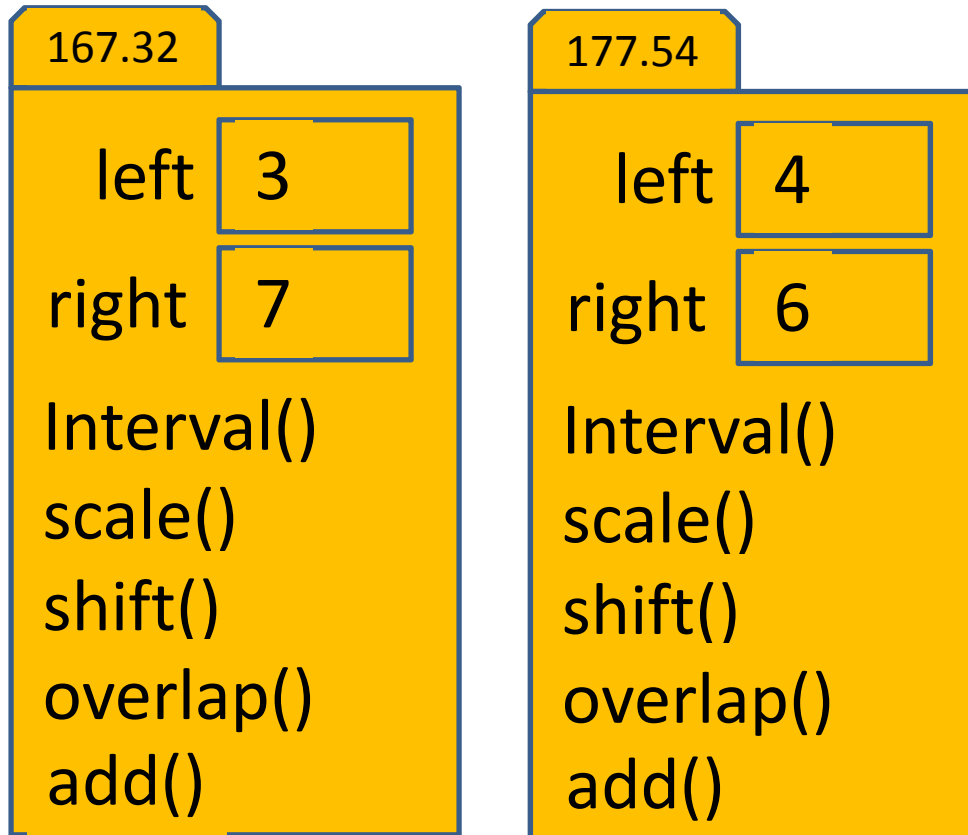 167.32
left 3
right 7
Interval()
scale()
shift()
overlap()
add()
177.54
left 4
right 6
Interval()
scale()
shift()
overlap()
add()